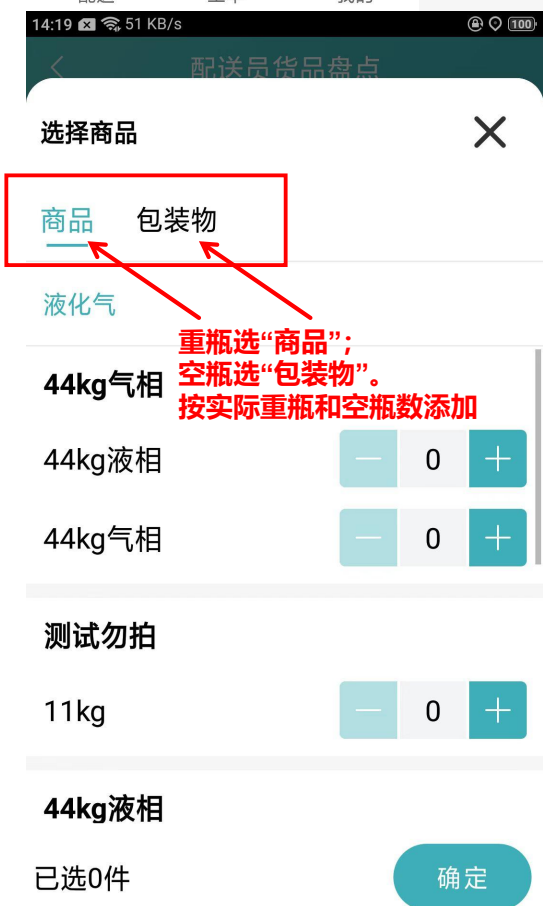 14:19 51 KB/s 100
配送员货品盘点
选择商品
商品 包装物
液化气
重瓶选“商品”；
空瓶选“包装物”。
按实际重瓶和空瓶数添加
44kg气相
44kg液相 0
44kg气相 0
测试勿拍
11kg 0
44kg液相
已选0件 确定